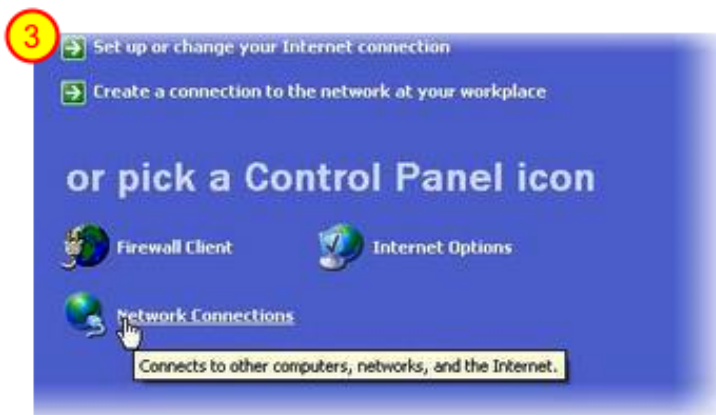 3
Set up or change your Internet connection
Create a connection to the network at your workplace
or pick a Control Panel icon
Firewall Client
Internet Options
Network Connections
Connects to other computers, networks, and the Internet.